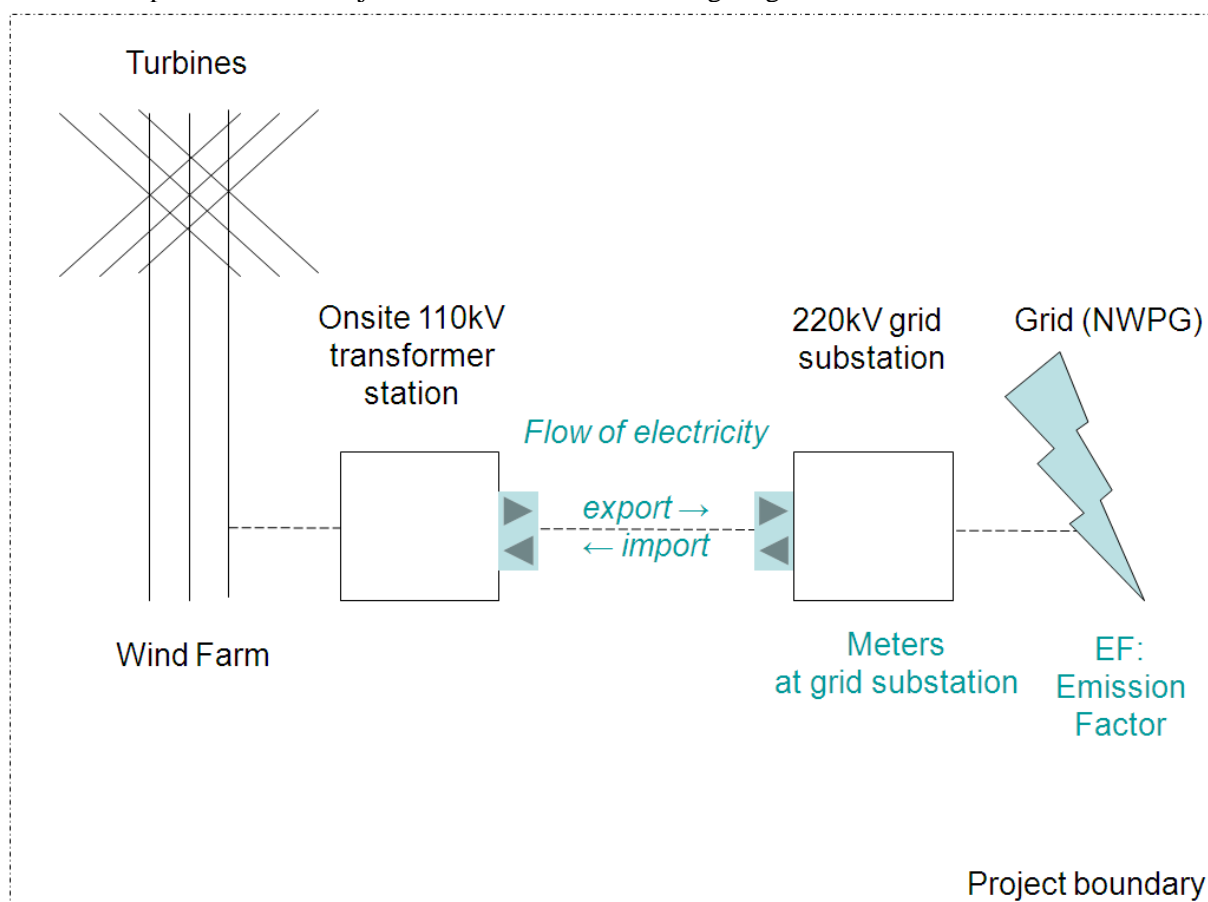 Turbines
Onsite 110kV
transformer
station
220kV grid
substation
Grid (NWPG)
Flow of electricity
export →
← import
Wind Farm
Meters
at grid substation
EF:
Emission
Factor
Project boundary